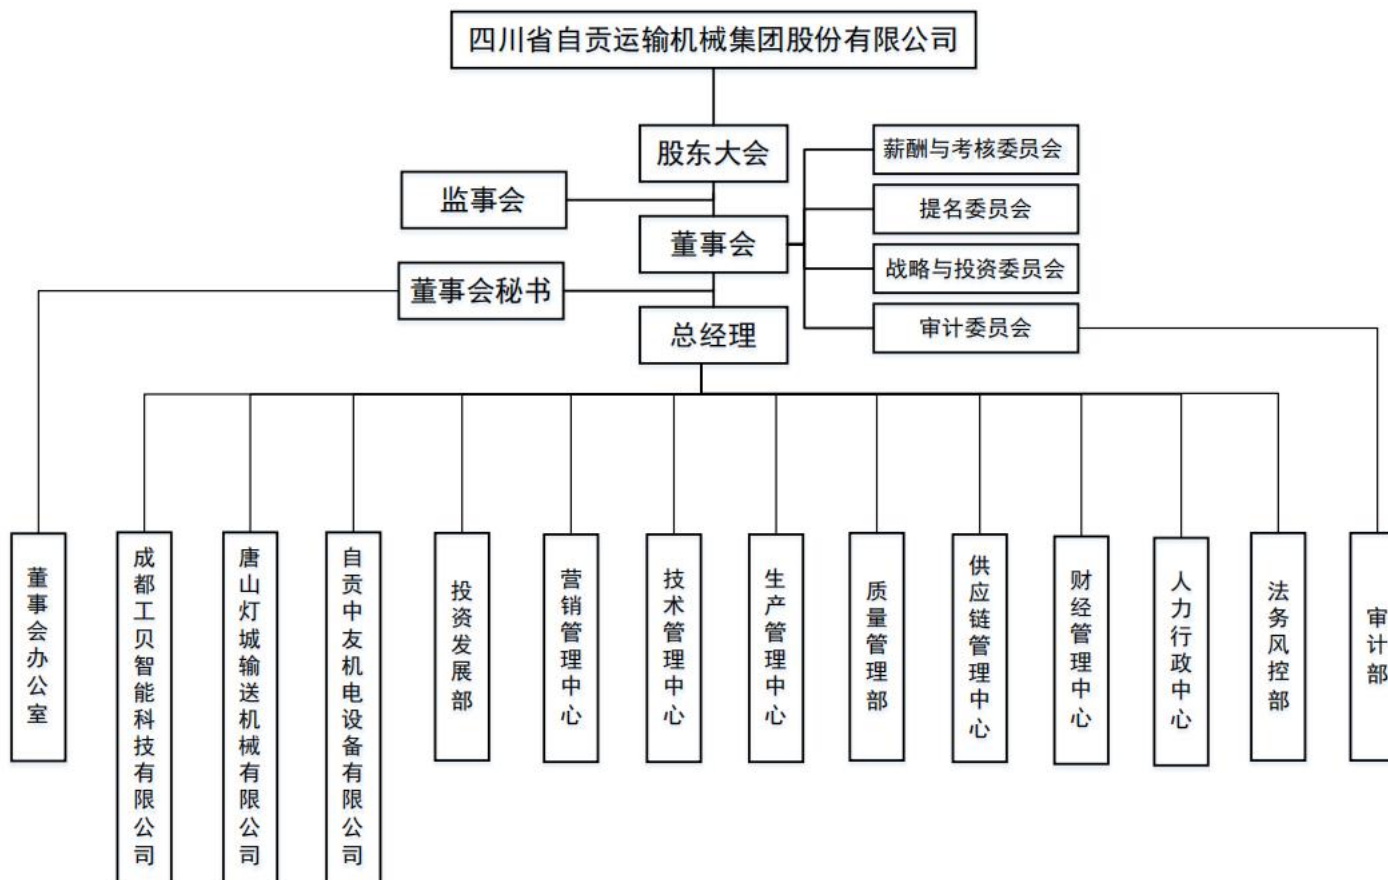 四川省自贡运输机械集团股份有限公司
股东大会
薪酬与考核委员会
监事会
提名委员会
董事会
战略与投资委员会
董事会秘书
总经理
审计委员会
董事会办公室
成都工贝智能科技有限公司
唐山灯城输送机械有限公司
自贡中友机电设备有限公司
投资发展部
营销管理中心
技术管理中心
生产管理中心
质量管理部
供应链管理中心
财经管理中心
人力行政中心
法务风控部
审计部